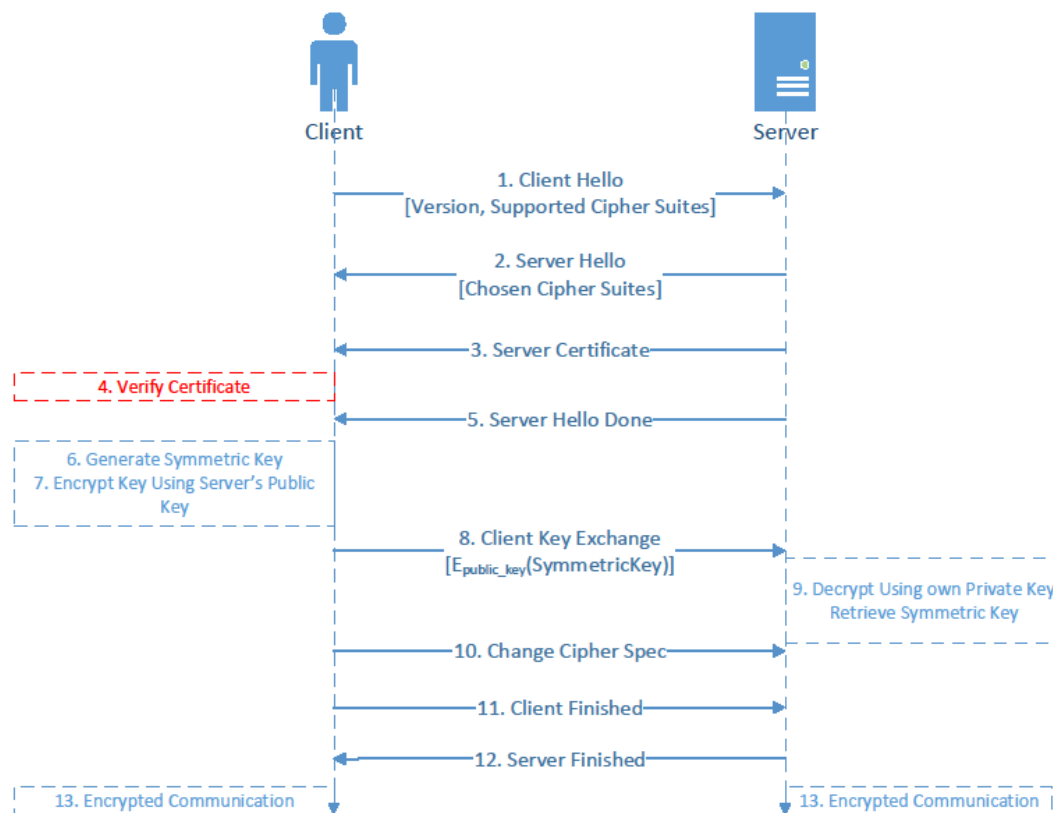 Client
Server
1. Client Hello
[Version, Supported Cipher Suites]
2. Server Hello
[Chosen Cipher Suites]
3. Server Certificate
4. Verify Certificate
5. Server Hello Done
6. Generate Symmetric Key
7. Encrypt Key Using Server's Public
Key
8. Client Key Exchange
[Epublic_key(SymmetricKey)]
9. Decrypt Using own Private Key
Retrieve Symmetric Key
10. Change Cipher Spec
11. Client Finished
12. Server Finished
13. Encrypted Communication
13. Encrypted Communication